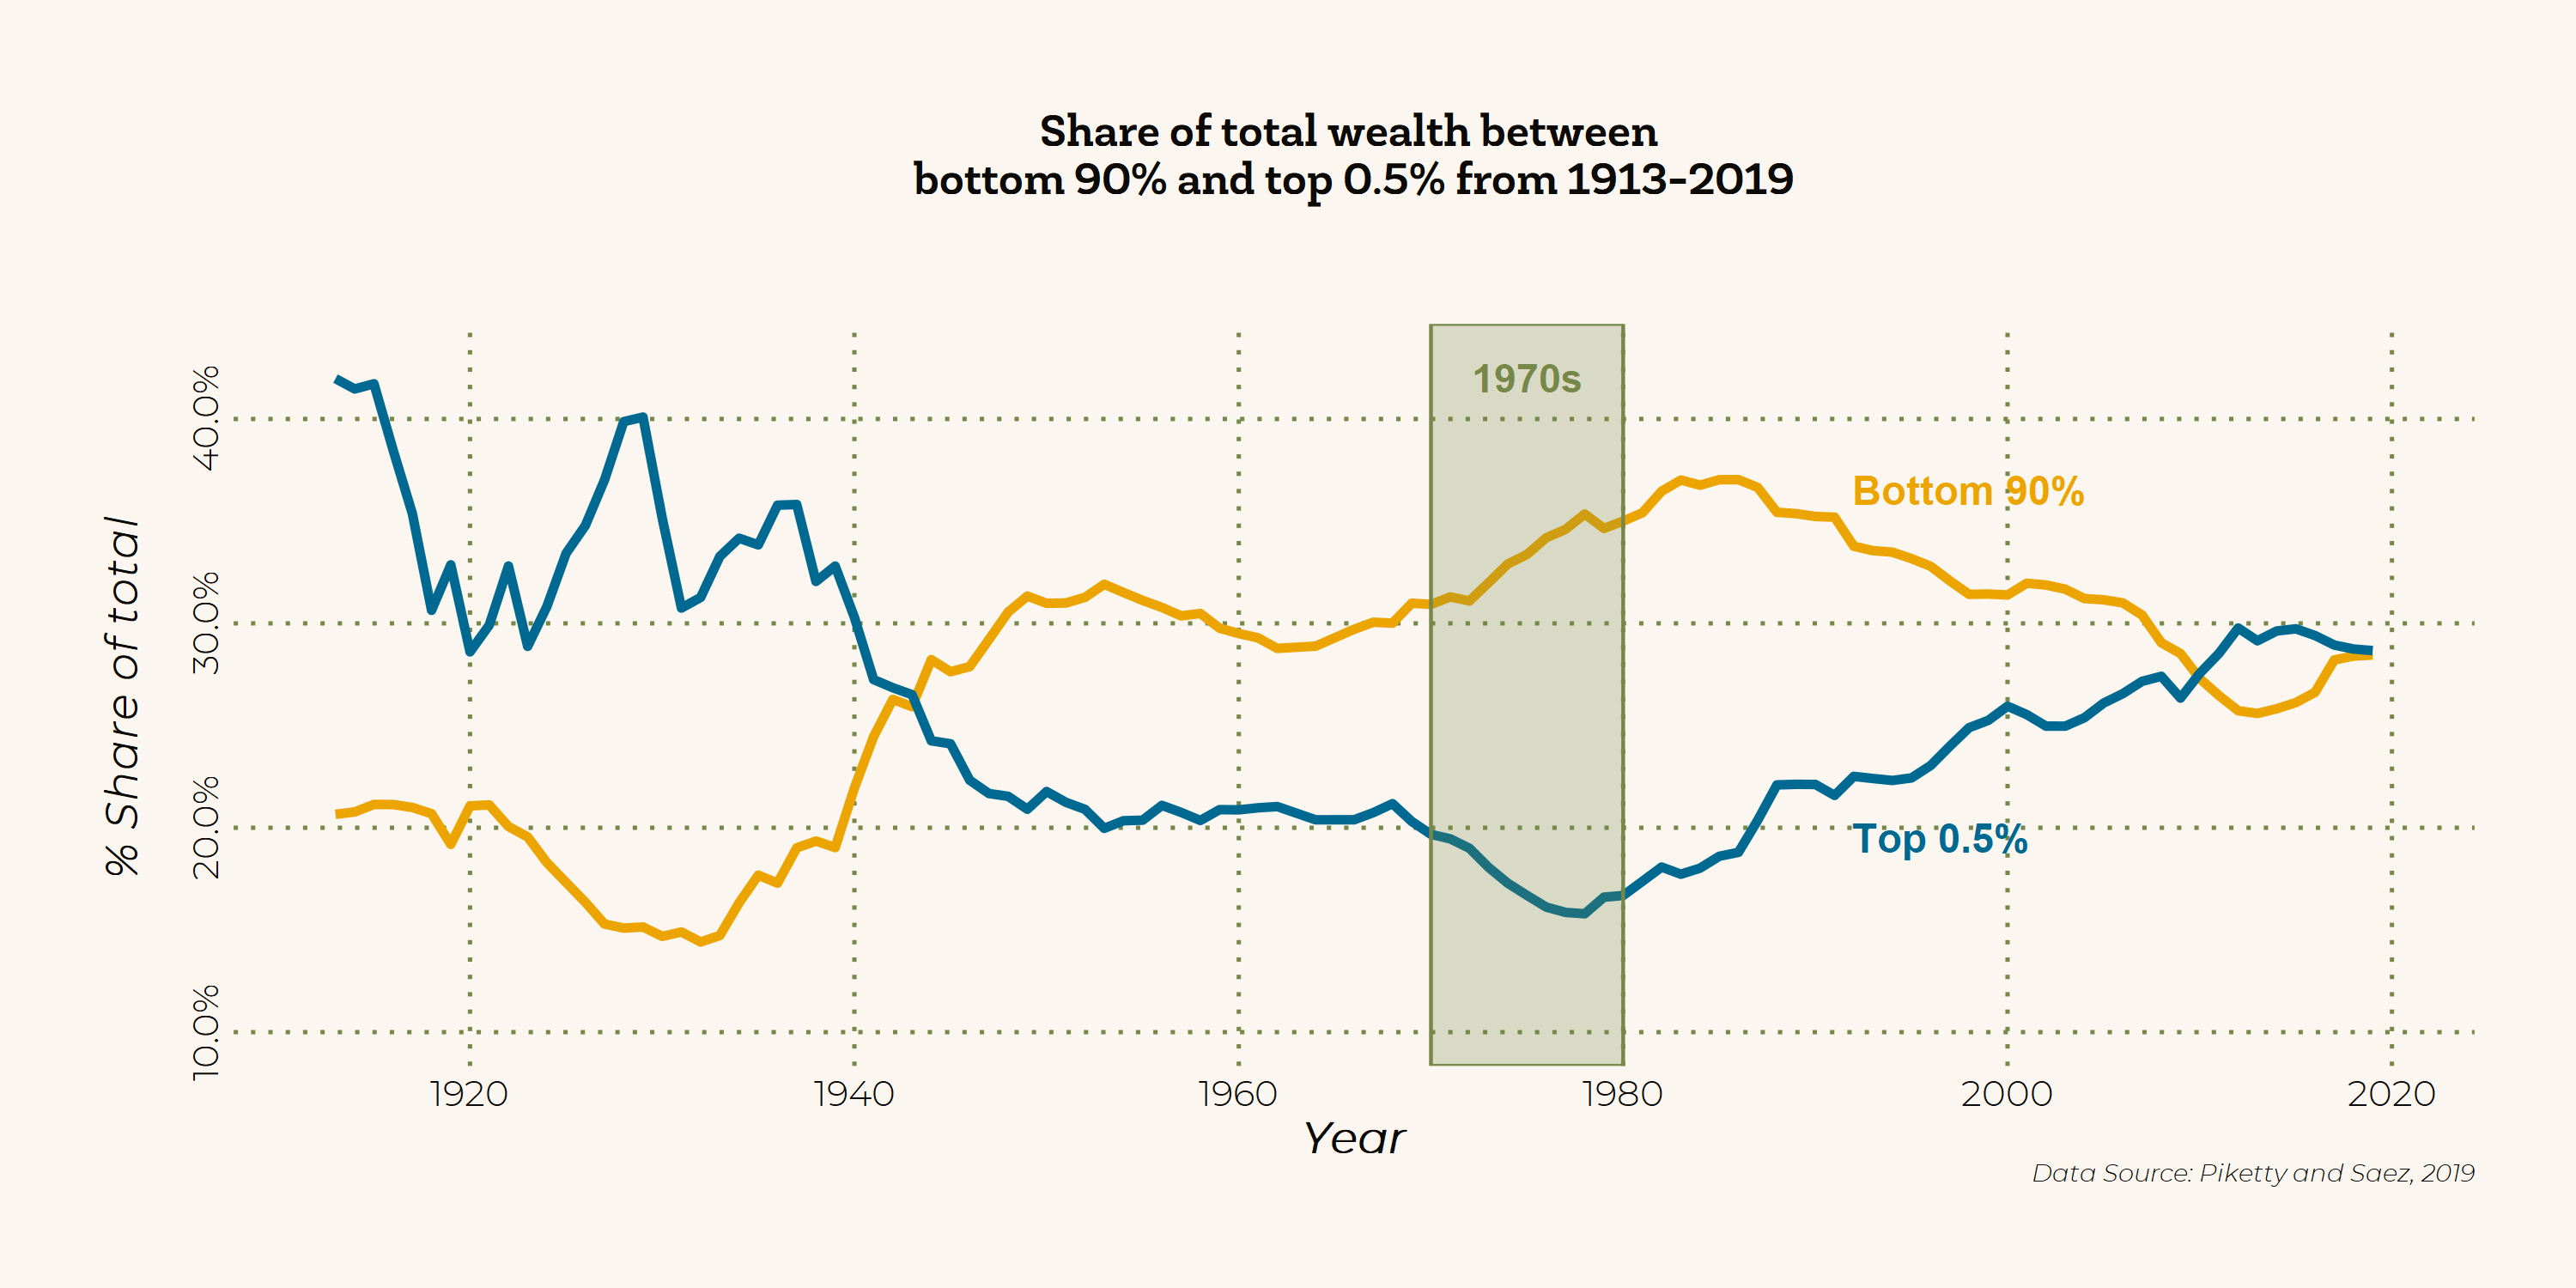 Share of total wealth between
bottom 90% and top 0.5% from 1913-2019
% Share of total
40.0%
30.0%
20.0%
10.0%
1970s
Bottom 90%
Top 0.5%
1920
1940
1960
1980
2000
2020
Year
Data Source: Piketty and Saez, 2019